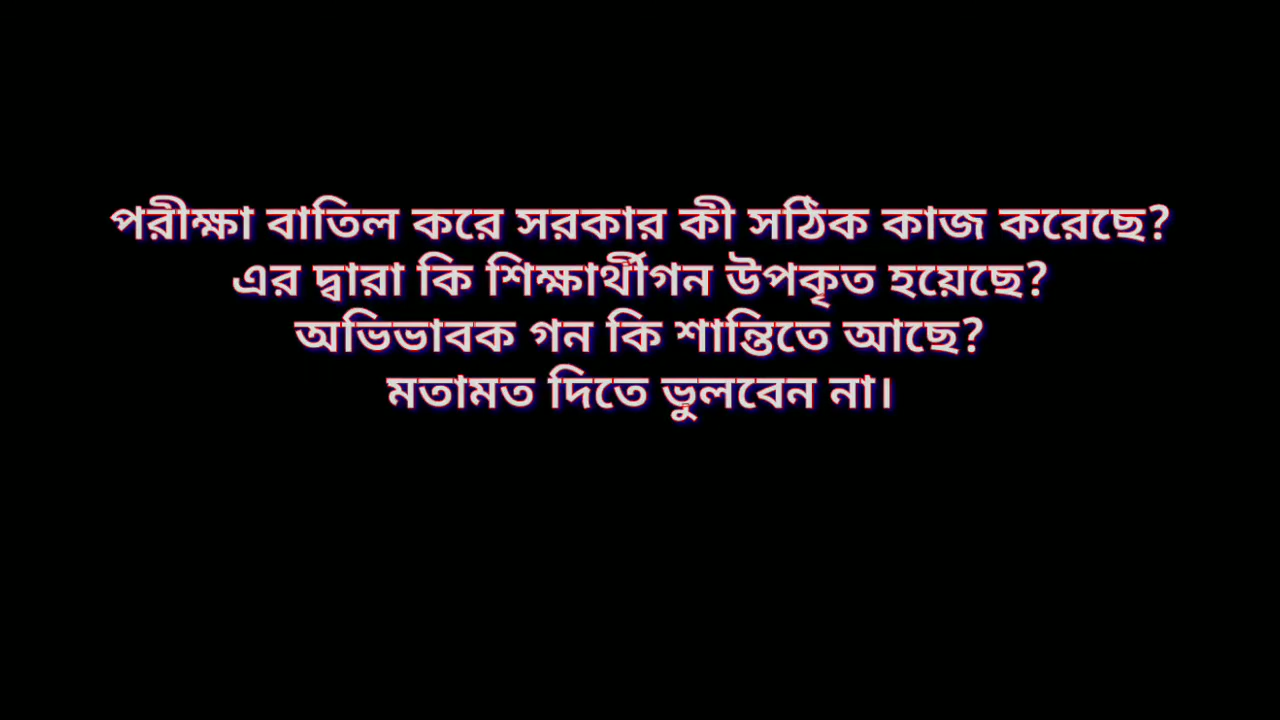 পরীক্ষা বাতিল করে সরকার কী সঠিক কাজ করেছে?
এর দ্বারা কি শিক্ষার্থীগন উপকৃত হয়েছে?
অভিভাবক গন কি শান্তিতে আছে?
মতামত দিতে ভুলবেন না।